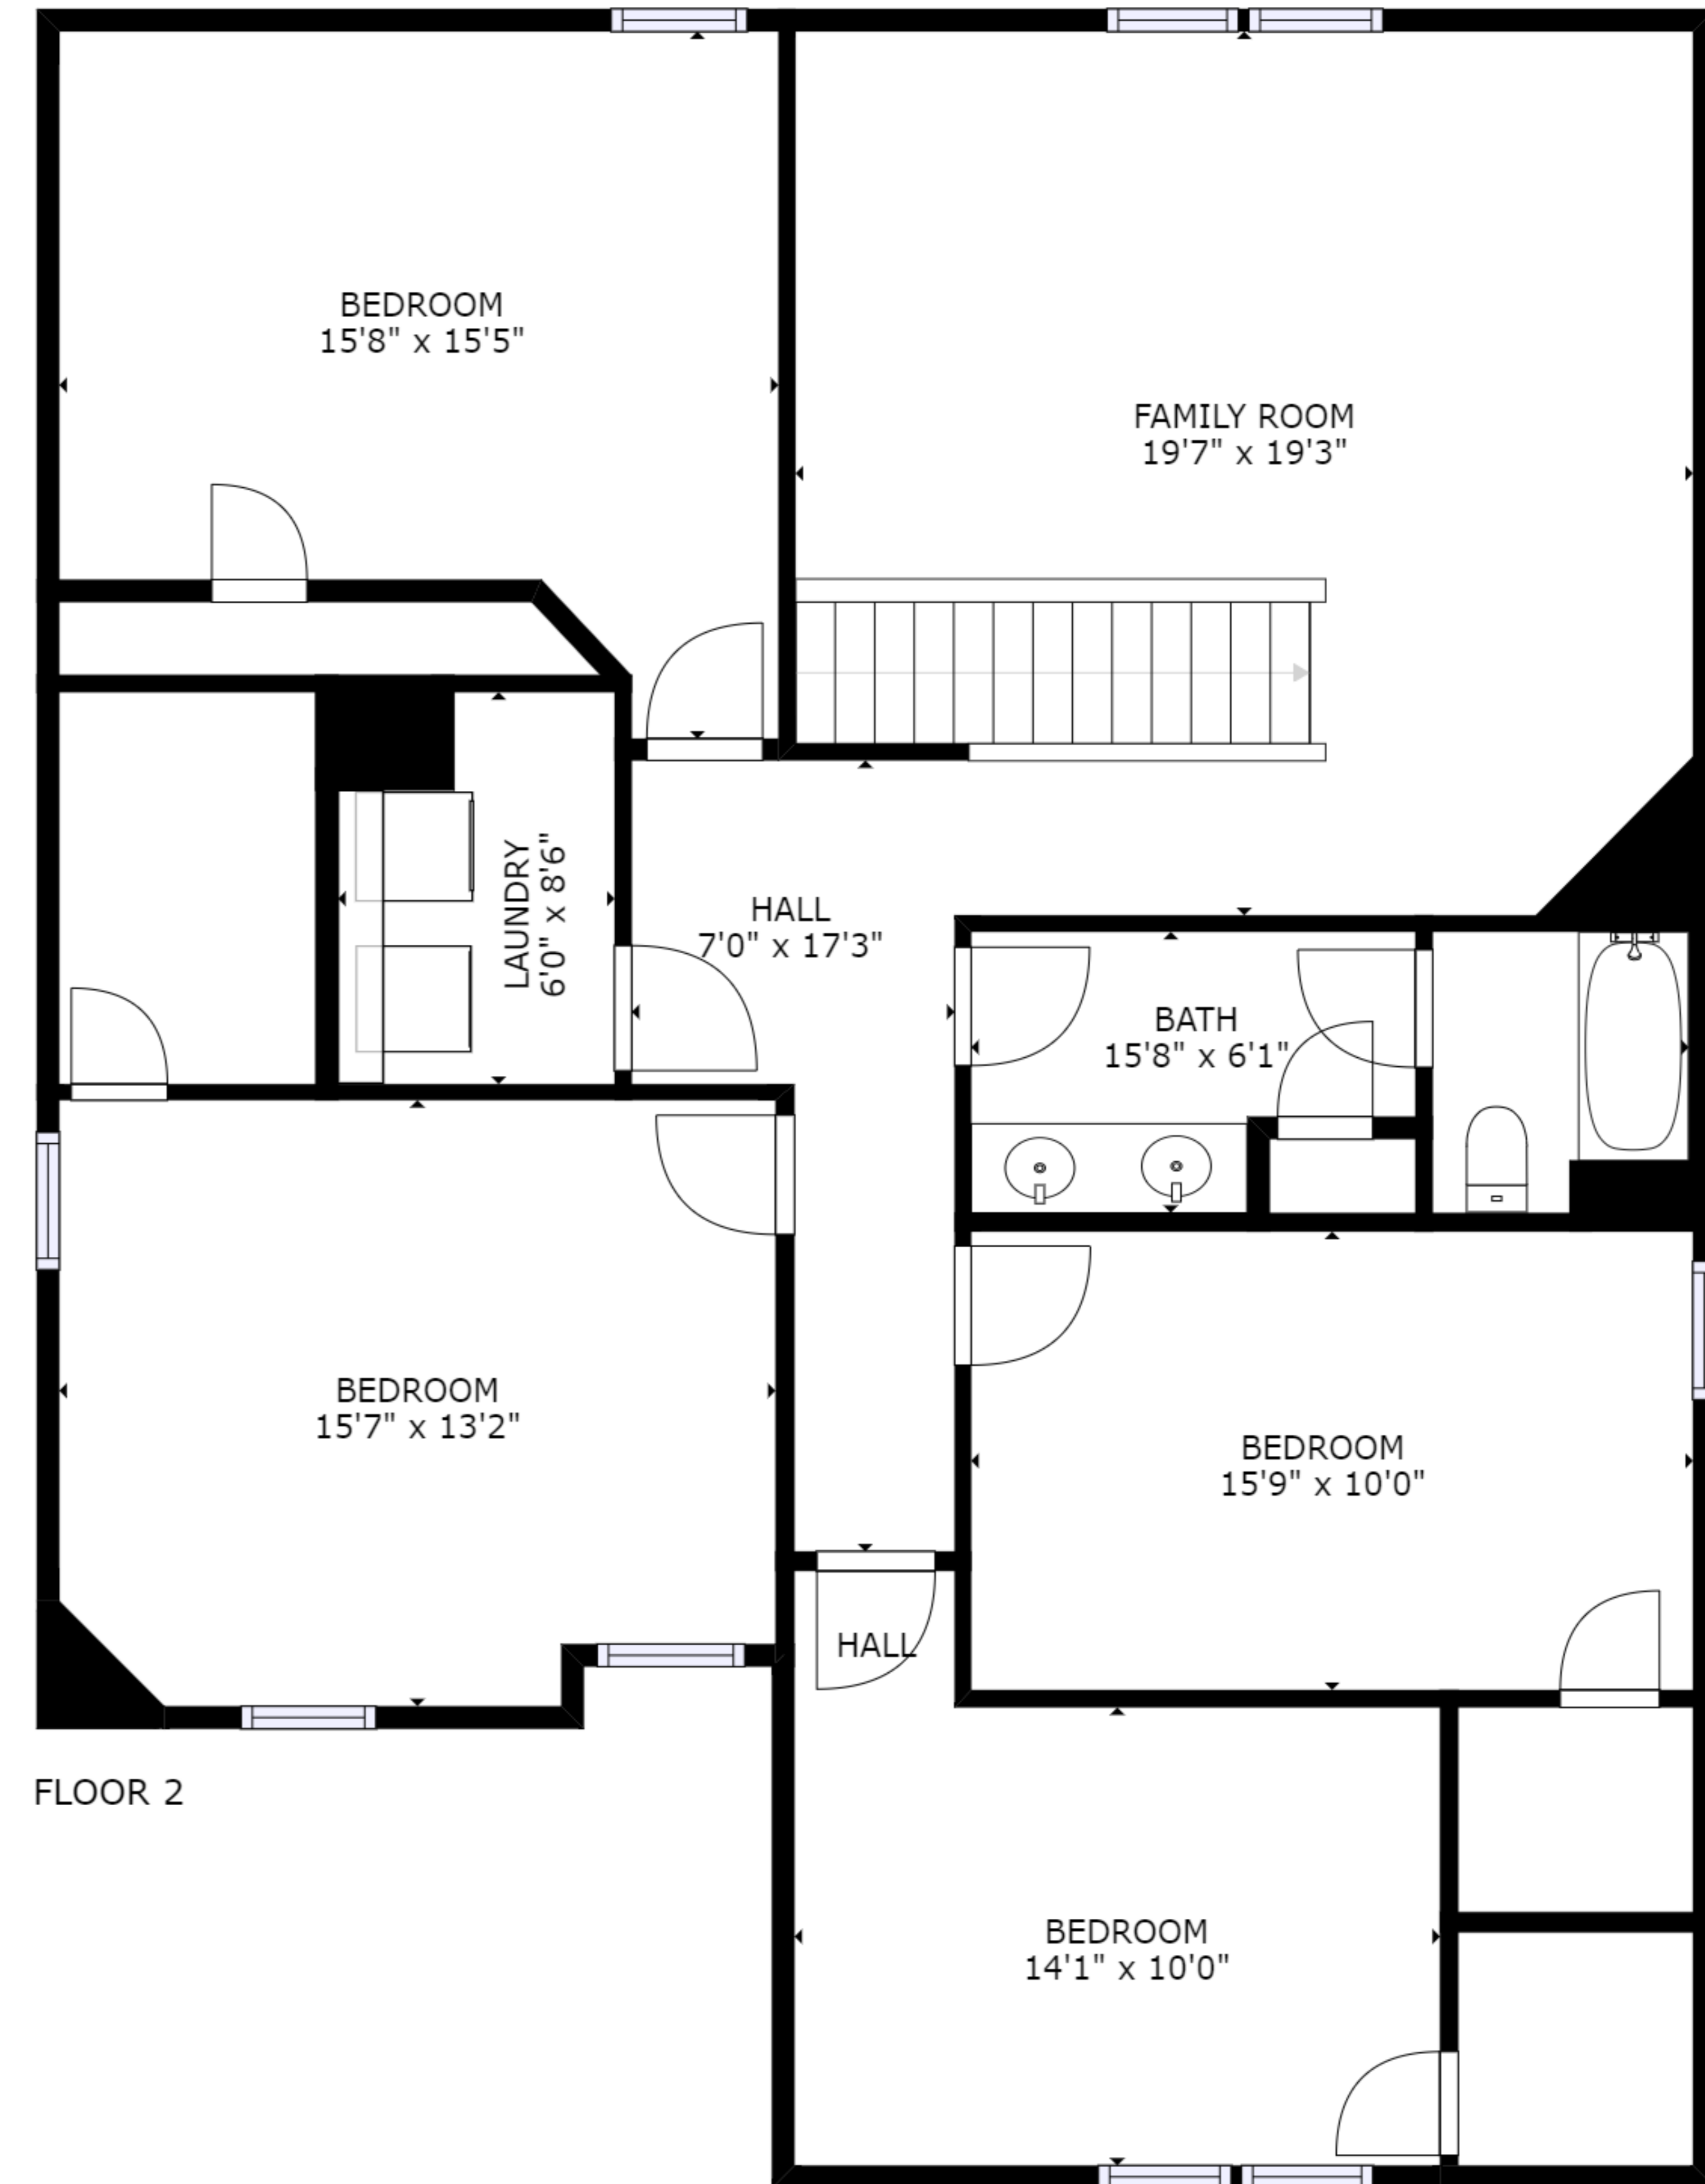 BEDROOM
15'8" x 15'5"
FAMILY ROOM
19'7" x 19'3"
LAUNDRY
6'0" x 8'6"
HALL
7'0" x 17'3"
BATH
15'8" x 6'1"
BEDROOM
15'7" x 13'2"
BEDROOM
15'9" x 10'0"
HALL
FLOOR 2
BEDROOM
14'1" x 10'0"